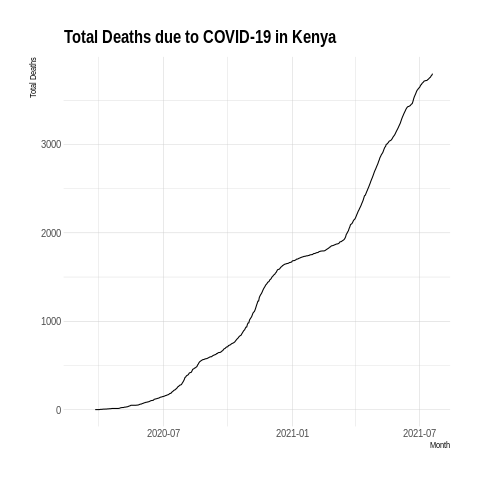 Total Deaths due to COVID-19 in Kenya
Total Deaths
3000
2000
1000
0
2020-07 2021-01 2021-07
Month